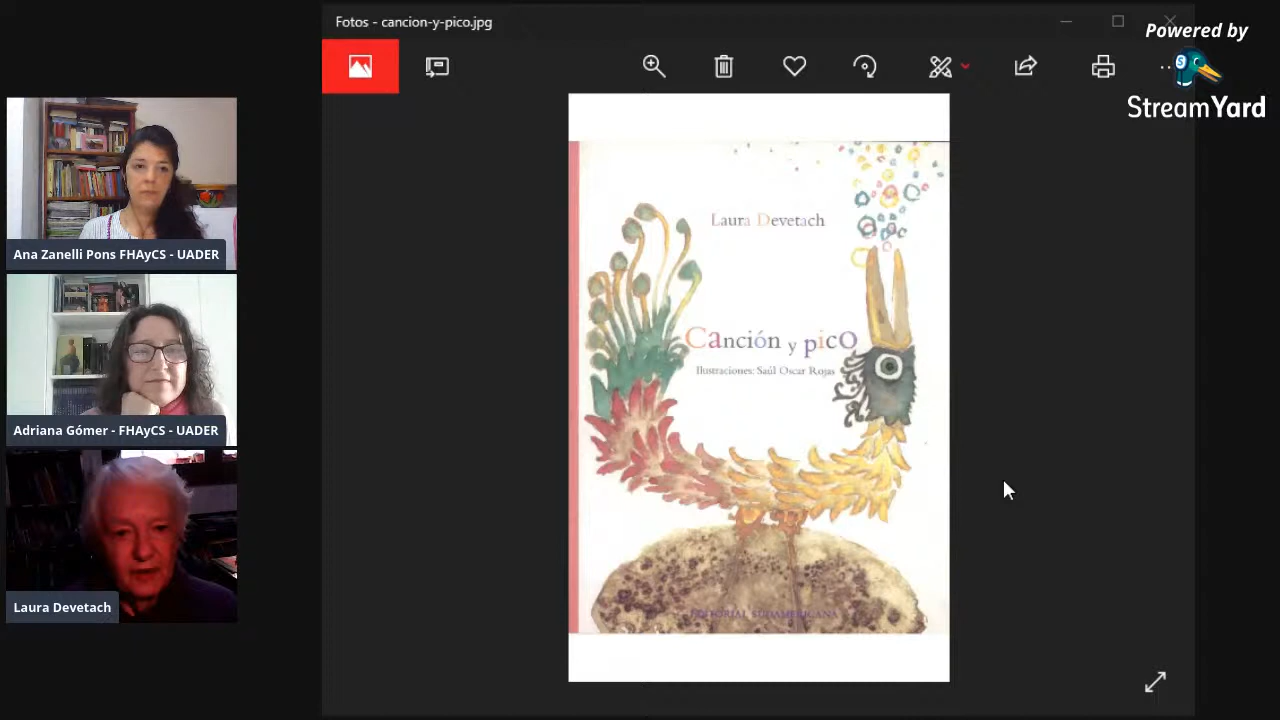 Fotos - cancion-y-pico.jpg
Powered by
StreamYard
Laura Devetach
Canción y pico
Ilustraciones: Saúl Oscar Rojas
EDITORIAL SUDAMERICANA
Ana Zanelli Pons FHAyCS - UADER
Adriana Gómer - FHAyCS - UADER
Laura Devetach